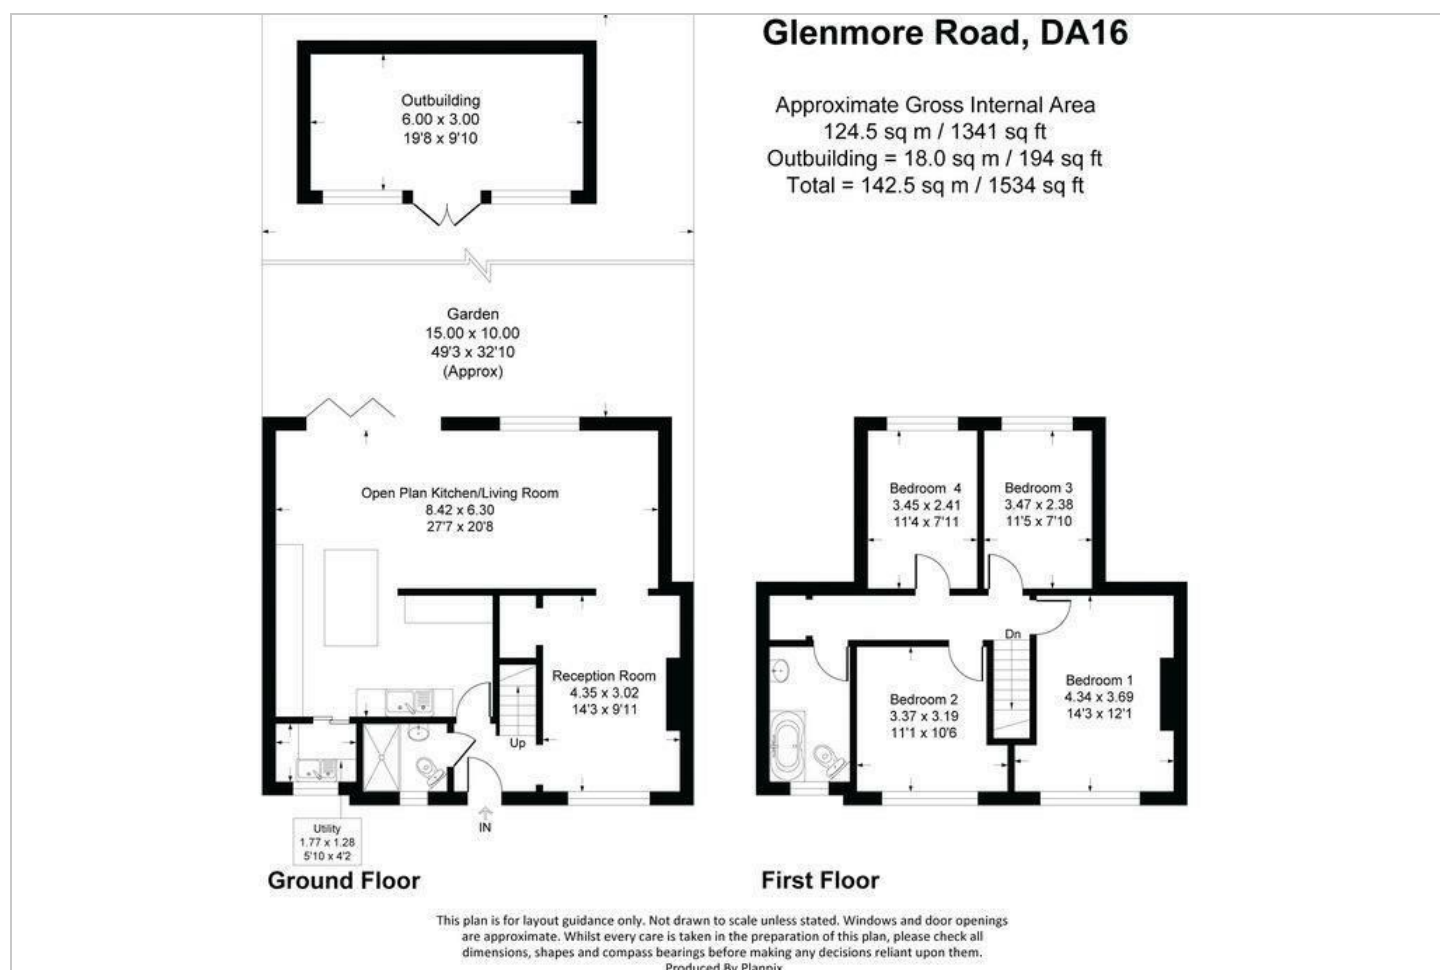 Glenmore Road, DA16
Approximate Gross Internal Area
124.5 sq m / 1341 sq ft
Outbuilding = 18.0 sq m / 194 sq ft
Total = 142.5 sq m / 1534 sq ft
Outbuilding
6.00 x 3.00
19'8 x 9'10
Garden
15.00 x 10.00
49'3 x 32'10
(Approx)
Open Plan Kitchen/Living Room
8.42 x 6.30
27'7 x 20'8
Reception Room
4.35 x 3.02
14'3 x 9'11
Up
IN
Utility
1.77 x 1.28
5'10 x 4'2
Ground Floor
Bedroom 4
3.45 x 2.41
11'4 x 7'11
Bedroom 3
3.47 x 2.38
11'5 x 7'10
Dn
Bedroom 1
4.34 x 3.69
14'3 x 12'1
Bedroom 2
3.37 x 3.19
11'1 x 10'6
First Floor
This plan is for layout guidance only. Not drawn to scale unless stated. Windows and door openings
are approximate. Whilst every care is taken in the preparation of this plan, please check all
dimensions, shapes and compass bearings before making any decisions reliant upon them.
Produced By Planpix